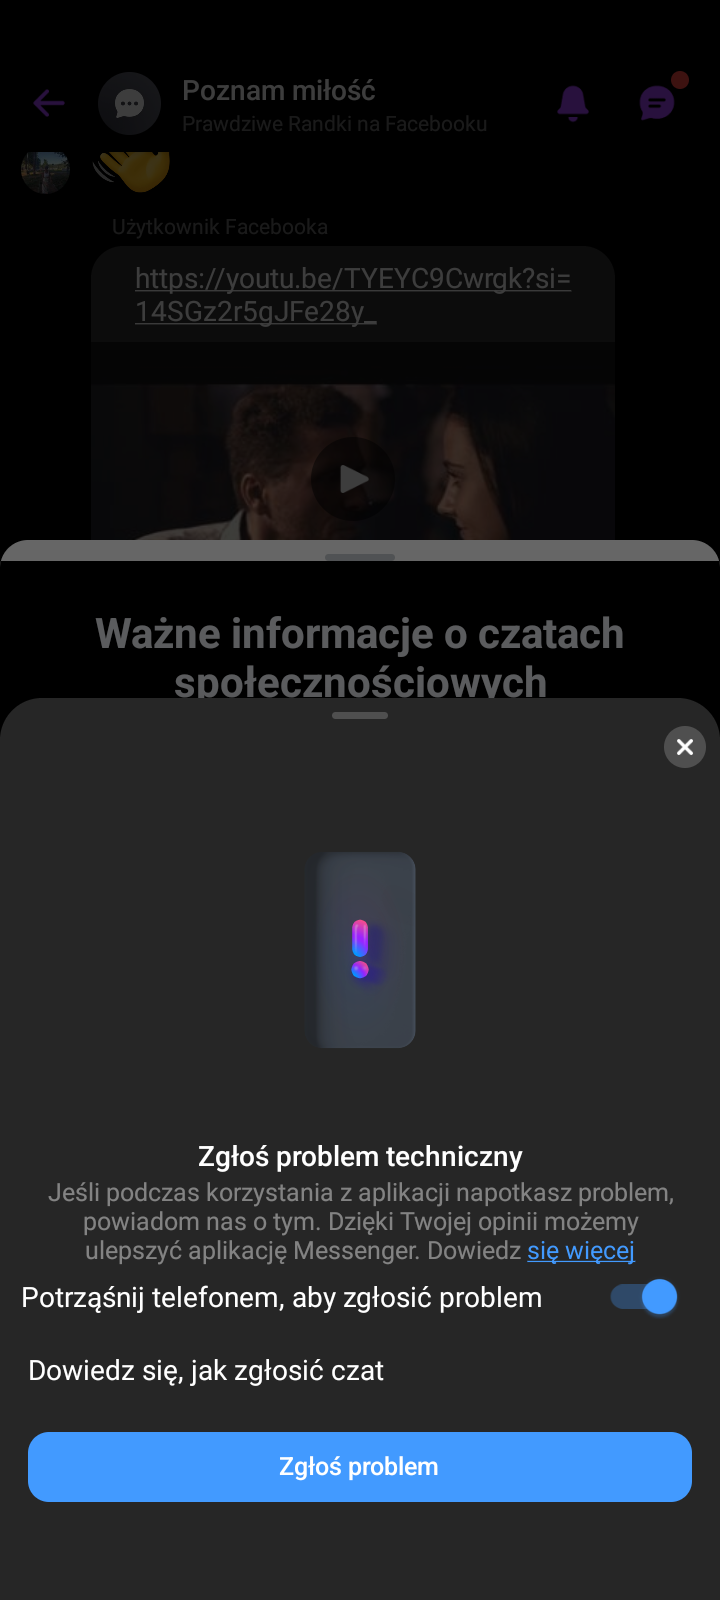 Poznam miłość
Prawdziwe Randki na Facebooku
Użytkownik Facebooka
https://youtu.be/TYEYC9Cwrgk?si=
14SGz2r5gJFe28y_
Ważne informacje o czatach
społecznościowych
Zgłoś problem techniczny
Jeśli podczas korzystania z aplikacji napotkasz problem,
powiadom nas o tym. Dzięki Twojej opinii możemy
ulepszyć aplikację Messenger. Dowiedz się więcej
Potrząśnij telefonem, aby zgłosić problem
Dowiedz się, jak zgłosić czat
Zgłoś problem